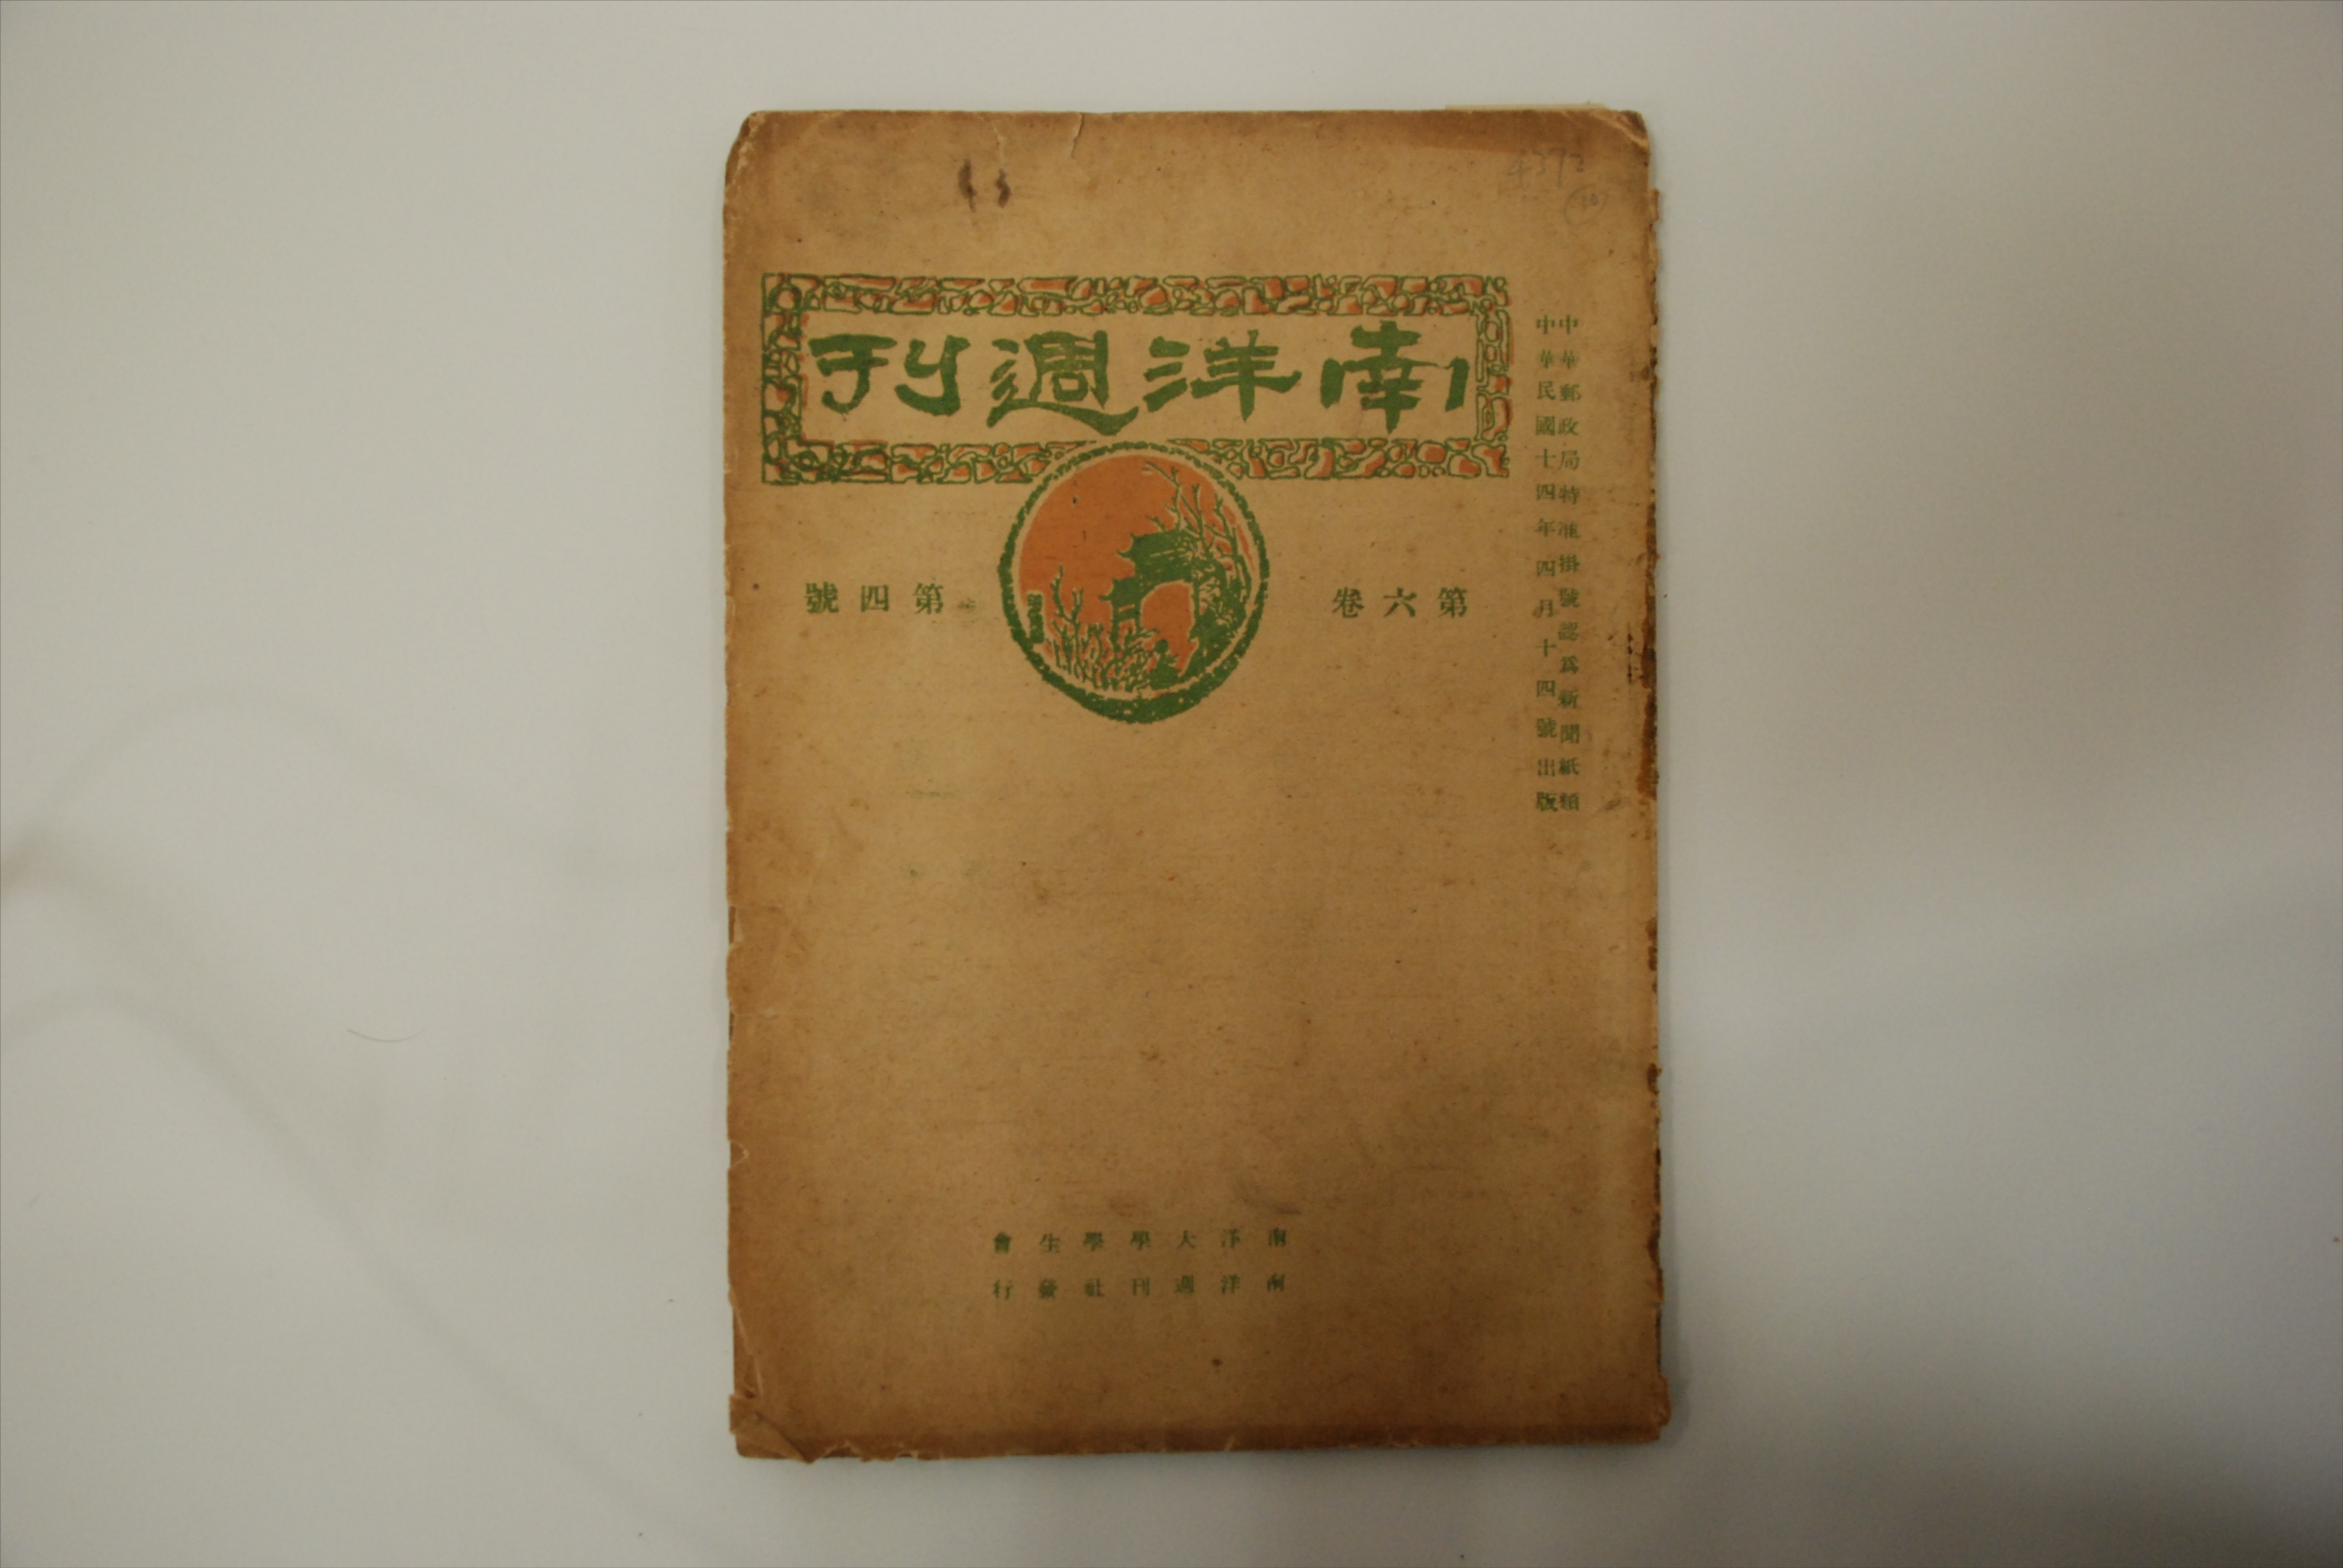 中華郵政局特准掛號認爲新聞紙類
中華民國十四年四月十四號出版
南洋週刊
第六卷
第四號
南洋大學學生會
南洋週刊社發行